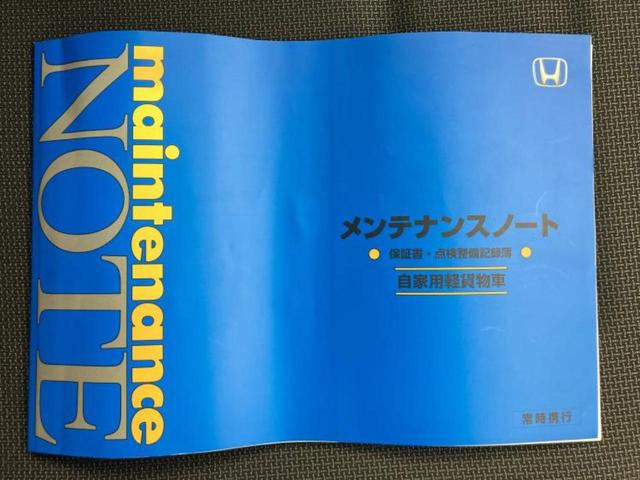 maintenance
NOTE
メンテナンスノート
● 保証書・点検整備記録簿 ●
自家用軽貨物車
常時携行